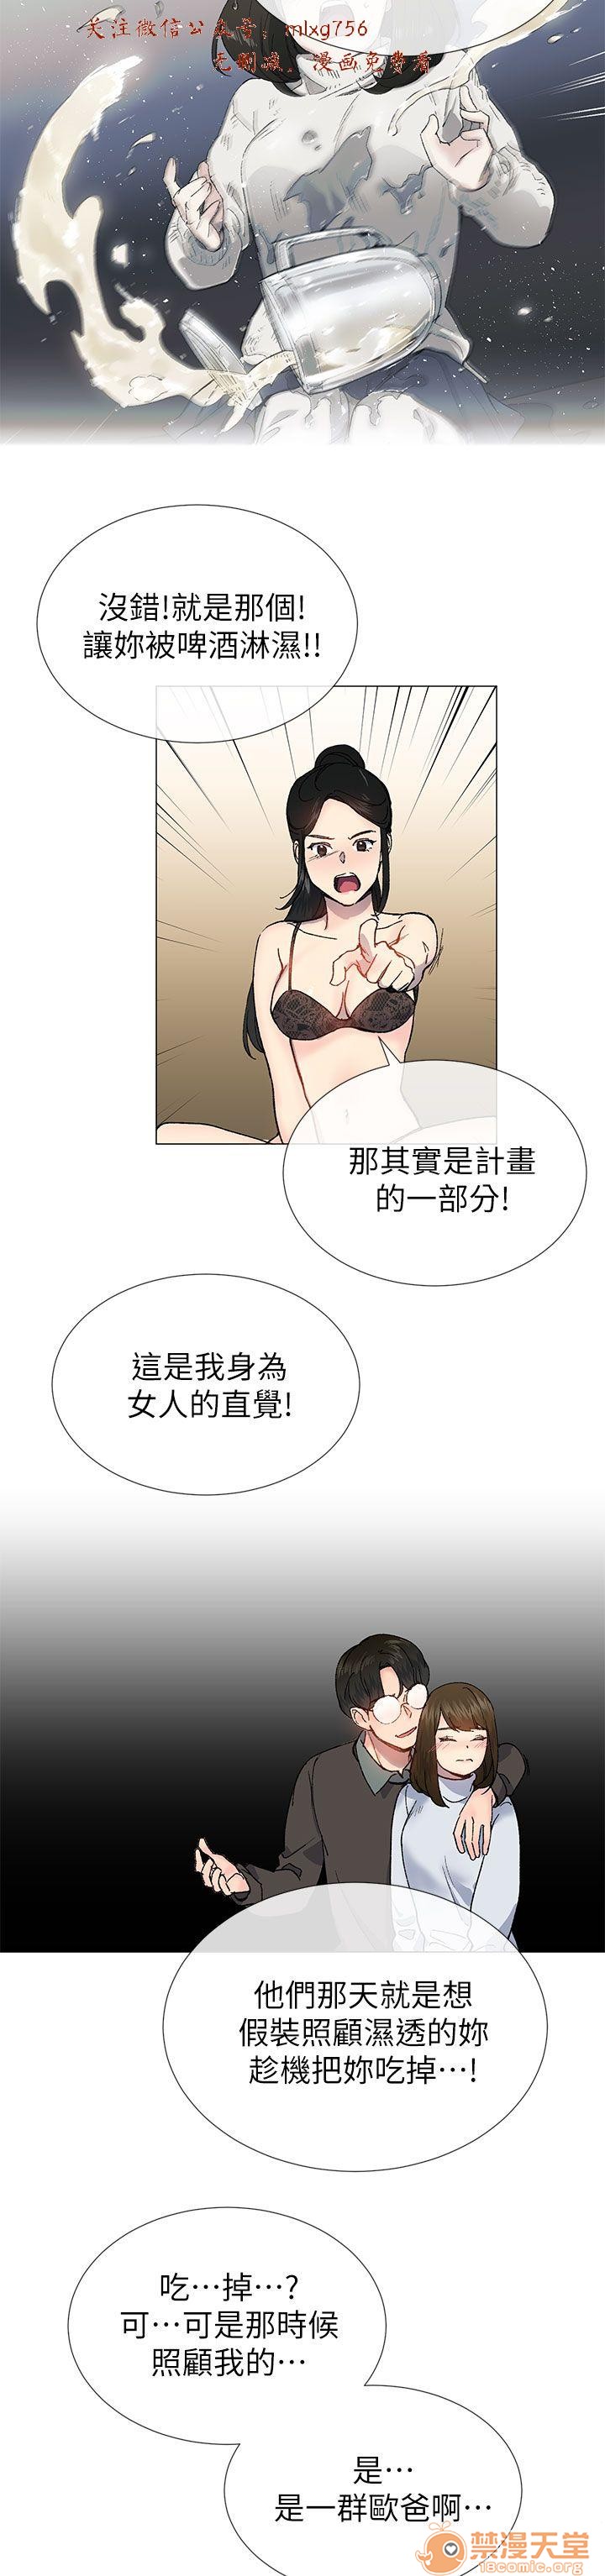 关注微信公众号：mlxg756
无删减，漫画免费看
沒錯!就是那個!
讓妳被啤酒淋濕!!
那其實是計畫
的一部分!
這是我身為
女人的直覺!
他們那天就是想
假裝照顧濕透的妳
趁機把妳吃掉…!
吃…掉…?
可…可是那時候
照顧我的…
是…
是一群歐爸啊…
禁漫天堂
18comic.org